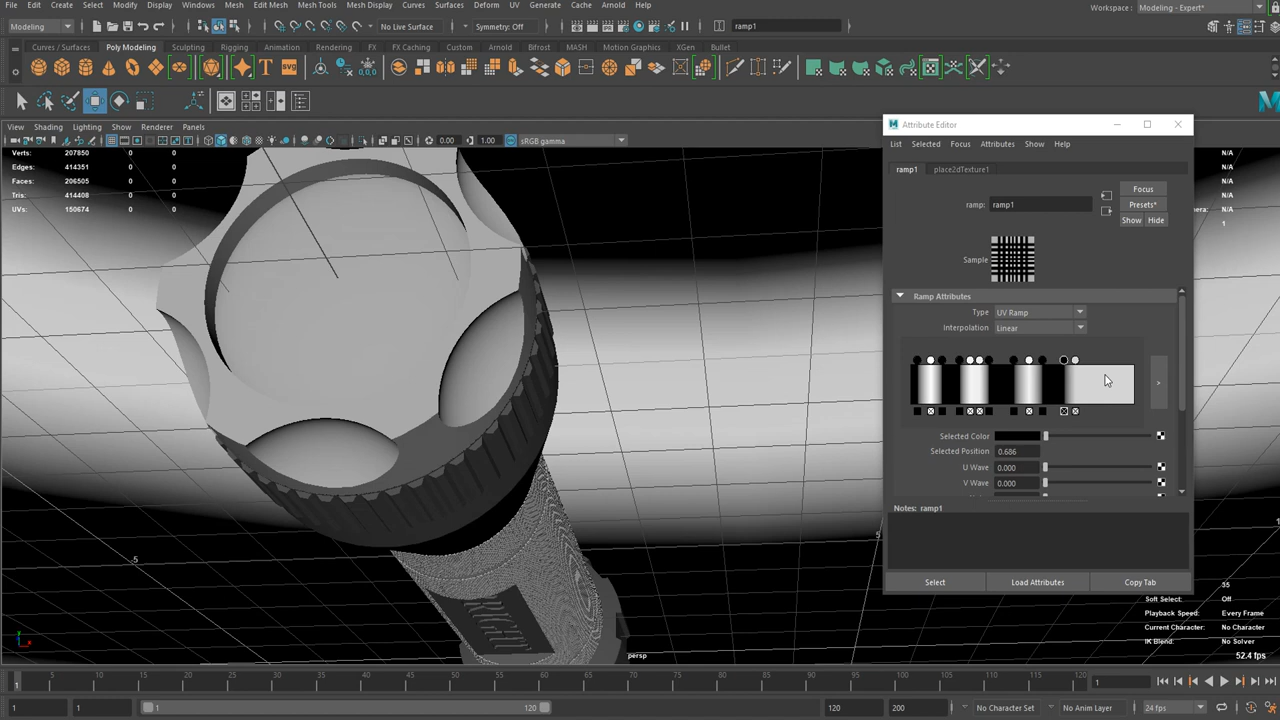 File Edit Create Select Modify Display Windows Mesh Edit Mesh Mesh Tools Mesh Display Curves Surfaces Deform UV Generate Cache Arnold Help
Workspace : Modeling - Expert*
Modeling No Live Surface Symmetry: Off ramp1
Curves / Surfaces Poly Modeling Sculpting Rigging Animation Rendering FX FX Caching Custom Arnold Bifrost MASH Motion Graphics XGen Bullet
View Shading Lighting Show Renderer Panels
0.00 1.00 sRGB gamma
Verts: 207850 0 0
Edges: 414351 0 0
Faces: 206505 0 0
Tris: 414408 0 0
UVs: 150674 0 0
Attribute Editor
List Selected Focus Attributes Show Help
ramp1 place2dTexture1
ramp: ramp1
Focus
Presets*
Show Hide
Sample
Ramp Attributes
Type UV Ramp
Interpolation Linear
>
Selected Color
Selected Position 0.686
U Wave 0.000
V Wave 0.000
Notes: ramp1
Select Load Attributes Copy Tab
N/A
N/A
N/A
N/A
1
-5
5
35
Soft Select: Off
Playback Speed: Every Frame
Current Character: No Character
IK Blend: No Solver
52.4 fps
persp
1 5 10 15 20 25 30 35 40 45 50 55 60 65 70 75 80 85 90 95 100 105 110 115 120
1
1 1 1 120 120 200 No Character Set No Anim Layer 24 fps